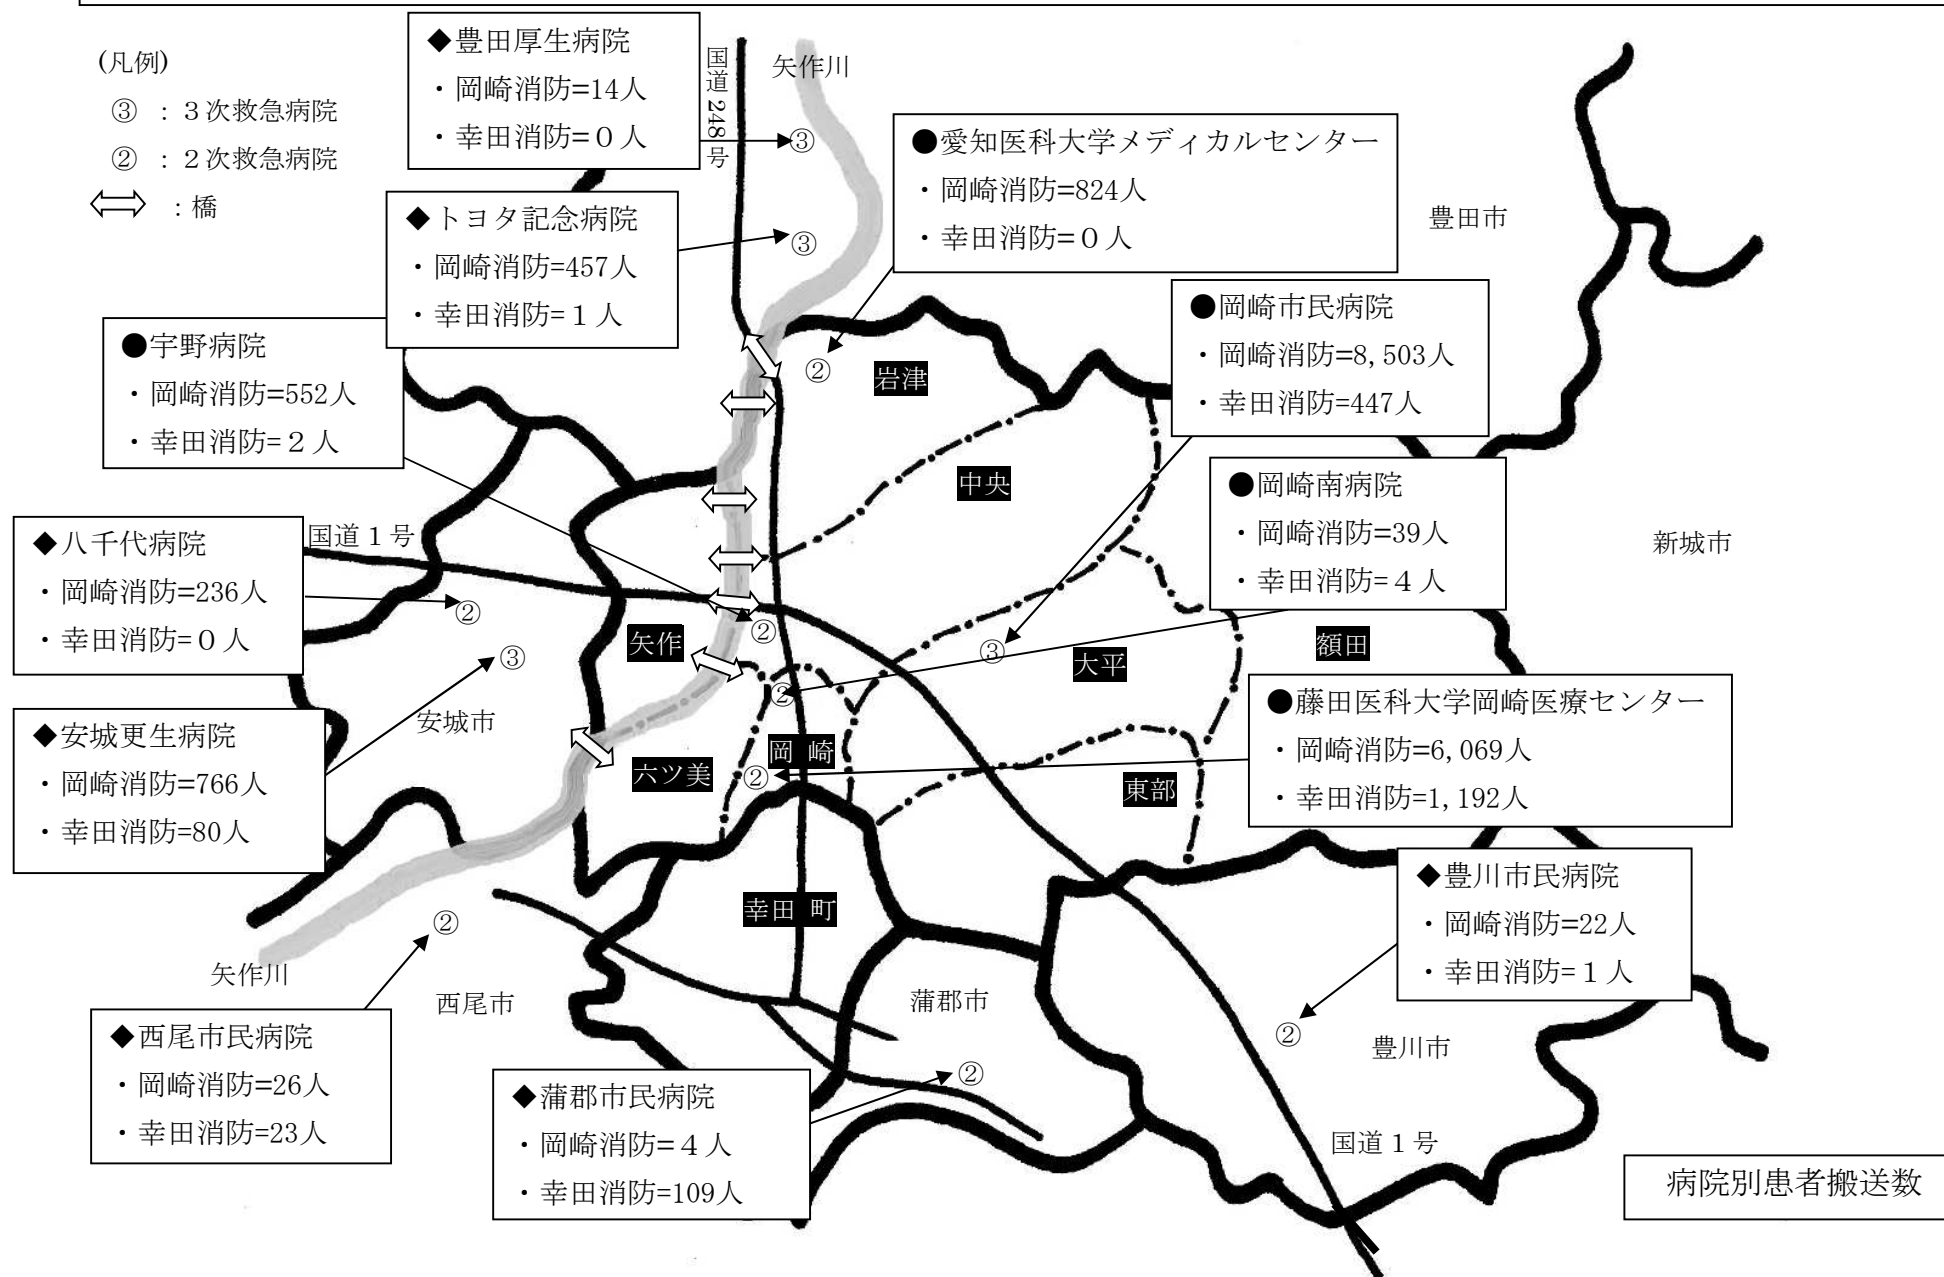 (凡例)
③ : ３次救急病院
② : ２次救急病院
: 橋
◆豊田厚生病院
・岡崎消防=14人
・幸田消防=０人
国道248号
矢作川
③
●愛知医科大学メディカルセンター
・岡崎消防=824人
・幸田消防=０人
◆トヨタ記念病院
・岡崎消防=457人
・幸田消防=１人
③
豊田市
●岡崎市民病院
・岡崎消防=8,503人
・幸田消防=447人
●宇野病院
・岡崎消防=552人
・幸田消防=２人
②
岩津
中央
●岡崎南病院
・岡崎消防=39人
・幸田消防=４人
新城市
◆八千代病院
・岡崎消防=236人
・幸田消防=０人
国道１号
②
③
矢作
②
③
大平
額田
②
◆安城更生病院
・岡崎消防=766人
・幸田消防=80人
安城市
●藤田医科大学岡崎医療センター
・岡崎消防=6,069人
・幸田消防=1,192人
六ツ美
岡崎
②
東部
◆豊川市民病院
・岡崎消防=22人
・幸田消防=１人
幸田町
②
矢作川
西尾市
蒲郡市
②
豊川市
◆西尾市民病院
・岡崎消防=26人
・幸田消防=23人
◆蒲郡市民病院
・岡崎消防=４人
・幸田消防=109人
②
国道１号
病院別患者搬送数